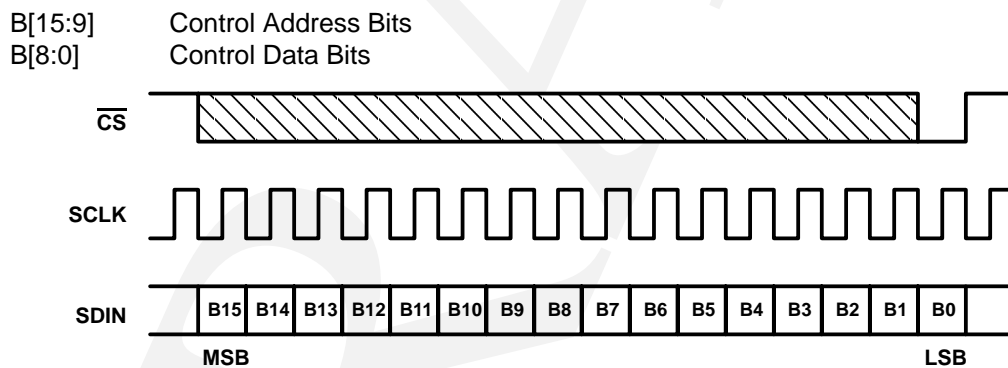 B[15:9] Control Address Bits
B[8:0] Control Data Bits
CS
SCLK
SDIN B15 B14 B13 B12 B11 B10 B9 B8 B7 B6 B5 B4 B3 B2 B1 B0
MSB LSB